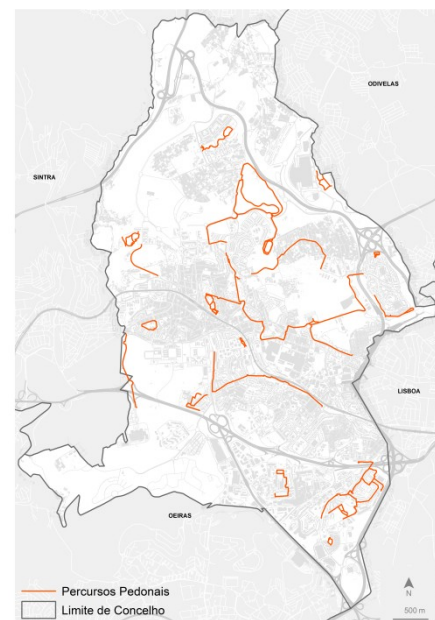 ODIVELAS
SINTRA
LISBOA
OEIRAS
Percursos Pedonais
Limite de Concelho
N
500 m